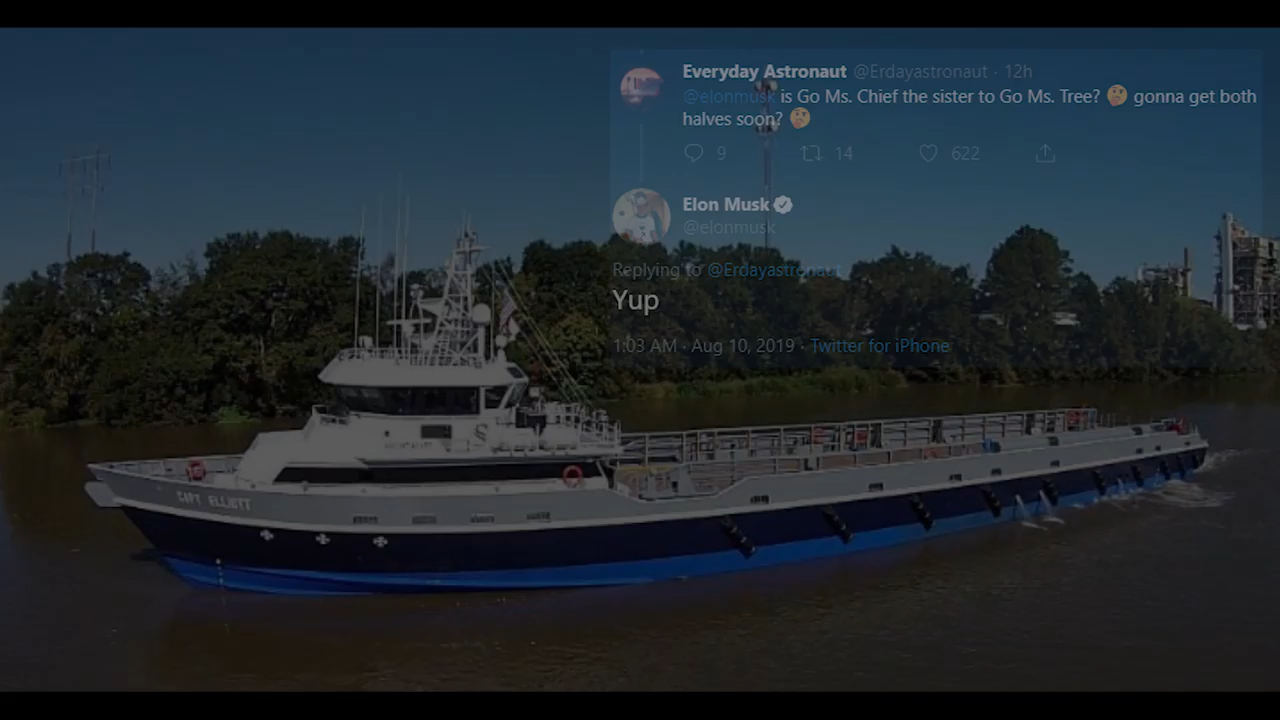 Everyday Astronaut @Erdayastronaut · 12h
@elonmusk is Go Ms. Chief the sister to Go Ms. Tree? 🤔 gonna get both
halves soon? 🤔
9 14 622
Elon Musk
@elonmusk
Replying to @Erdayastronaut
Yup
1:03 AM · Aug 10, 2019 · Twitter for iPhone
CAPT ELLIOTT